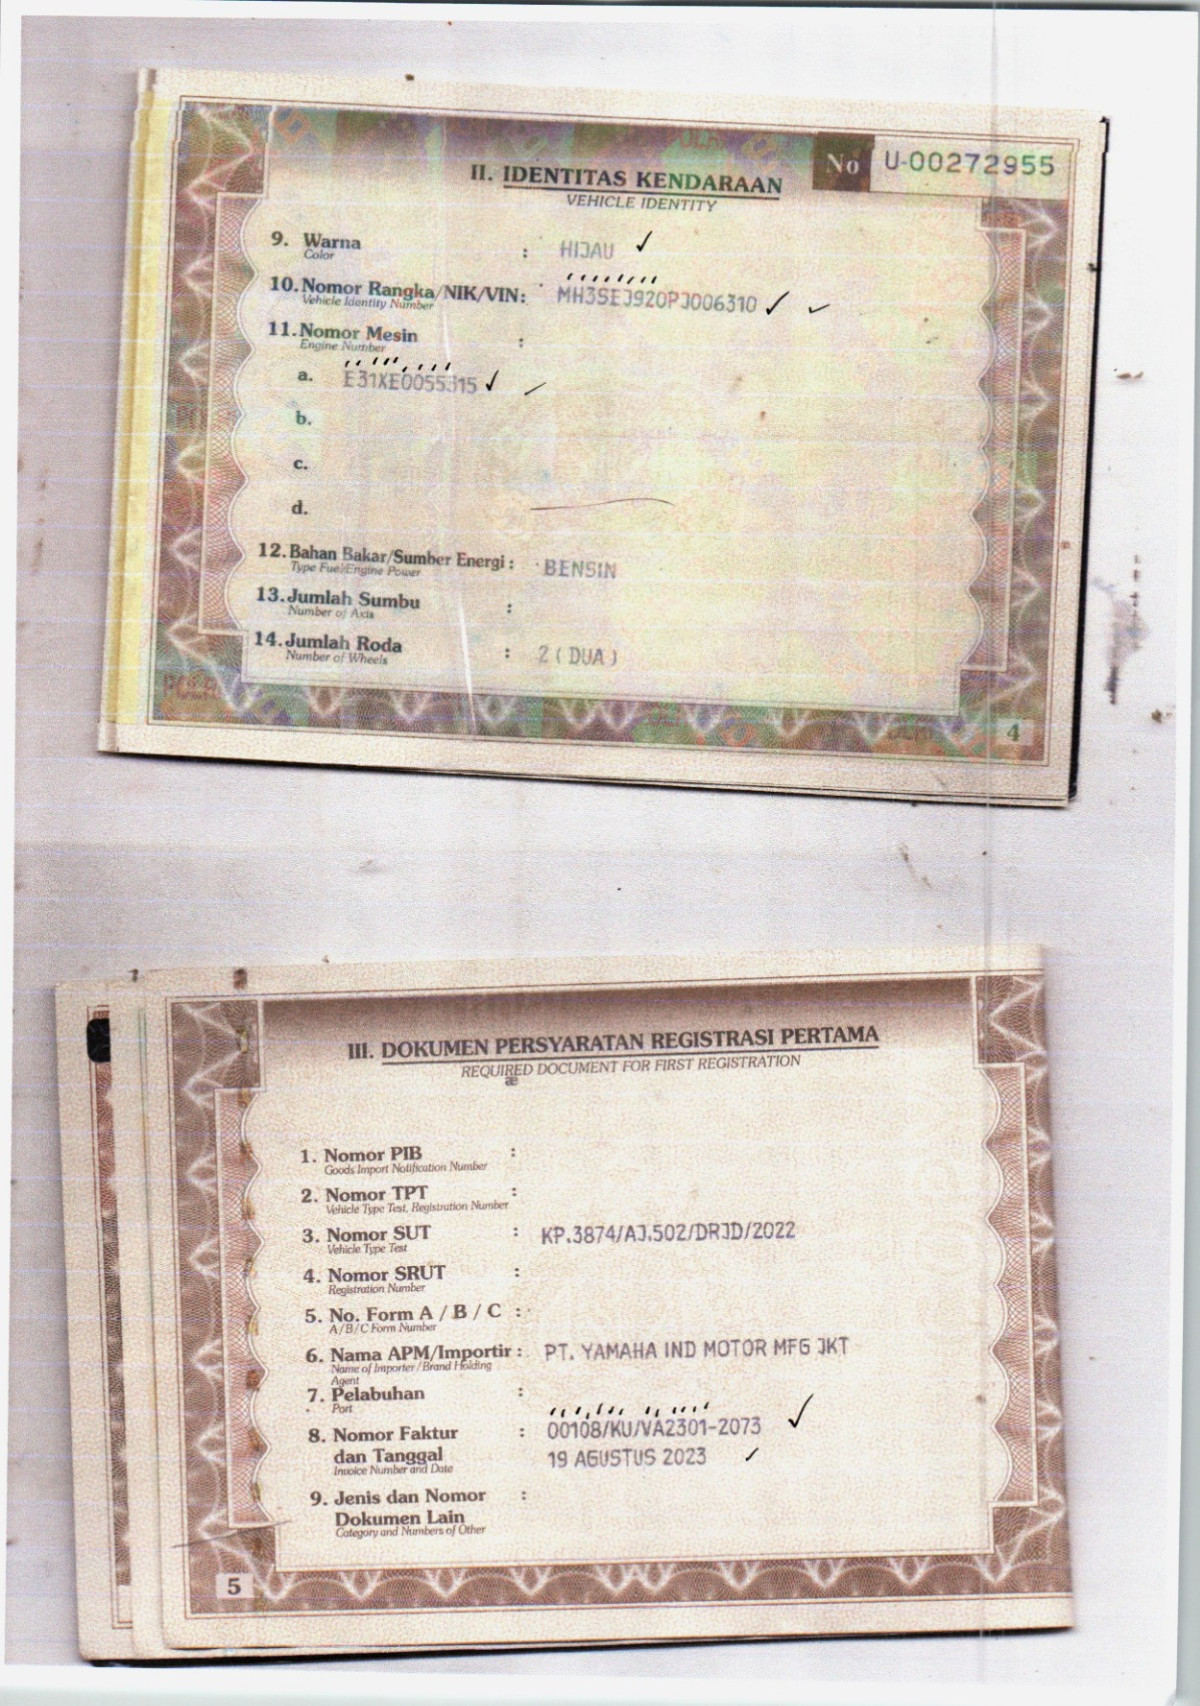 No U-00272955
II. IDENTITAS KENDARAAN
VEHICLE IDENTITY
9. Warna : HIJAU
Color
10. Nomor Rangka/NIK/VIN: MH3SEJ920PJ006310
Vehicle Identity Number
11. Nomor Mesin :
Engine Number
a. E31XE0055315
b.
c.
d.
12. Bahan Bakar/Sumber Energi : BENSIN
Type Fuel/Engine Power
13. Jumlah Sumbu :
Number of Axis
14. Jumlah Roda : 2 ( DUA )
Number of Wheels
4
III. DOKUMEN PERSYARATAN REGISTRASI PERTAMA
REQUIRED DOCUMENT FOR FIRST REGISTRATION
æ
1. Nomor PIB :
Goods Import Notification Number
2. Nomor TPT :
Vehicle Type Test, Registration Number
3. Nomor SUT : KP.3874/AJ.502/DRJD/2022
Vehicle Type Test
4. Nomor SRUT :
Registration Number
5. No. Form A / B / C :
A/B/C Form Number
6. Nama APM/Importir : PT. YAMAHA IND MOTOR MFG JKT
Name of Importer/Brand Holding
Agent
7. Pelabuhan :
Port
8. Nomor Faktur : 00108/KU/VA2301-2073
dan Tanggal 19 AGUSTUS 2023
Invoice Number and Date
9. Jenis dan Nomor :
Dokumen Lain
Category and Numbers of Other
5